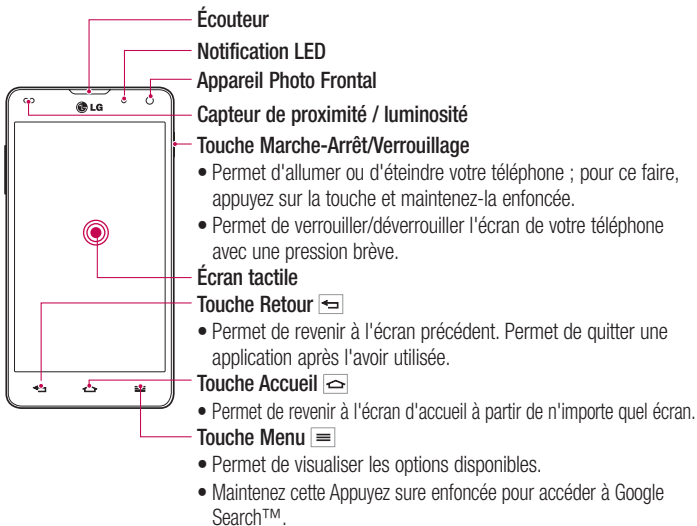 Écouteur
Notification LED
Appareil Photo Frontal
Capteur de proximité / luminosité
LG
Touche Marche-Arrêt/Verrouillage
• Permet d'allumer ou d'éteindre votre téléphone ; pour ce faire,
appuyez sur la touche et maintenez-la enfoncée.
• Permet de verrouiller/déverrouiller l'écran de votre téléphone
avec une pression brève.
Écran tactile
Touche Retour
• Permet de revenir à l'écran précédent. Permet de quitter une
application après l'avoir utilisée.
Touche Accueil
• Permet de revenir à l'écran d'accueil à partir de n'importe quel écran.
Touche Menu
• Permet de visualiser les options disponibles.
• Maintenez cette Appuyez sure enfoncée pour accéder à Google
Search™.